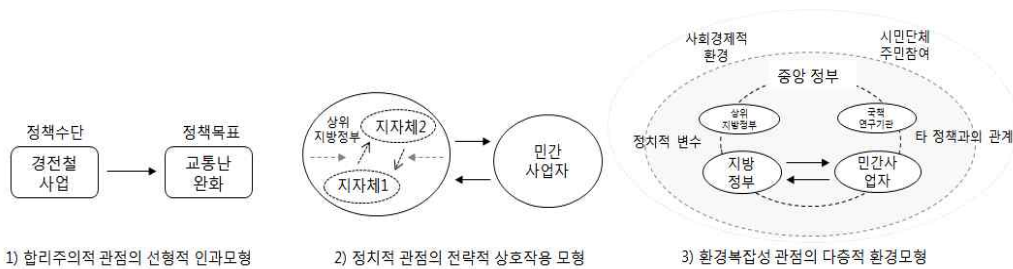 정책수단
경전철
사업
정책목표
교통난
완화
1) 합리주의적 관점의 선형적 인과모형
상위
지방정부
지자체2
지자체1
민간
사업자
2) 정치적 관점의 전략적 상호작용 모형
사회경제적
환경
시민단체
주민참여
중앙 정부
상위
지방정부
국책
연구기관
정치적 변수
타 정책과의 관계
지방
정부
민간사
업자
3) 환경복잡성 관점의 다층적 환경모형